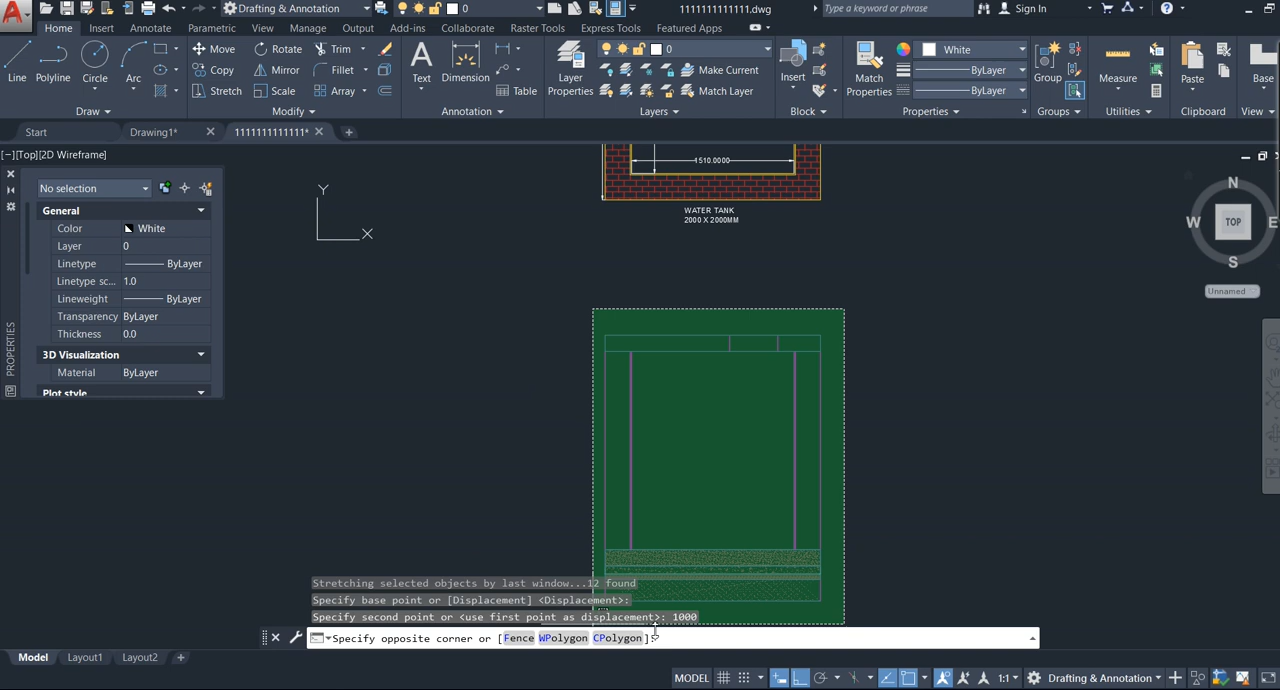 Drafting & Annotation 0 1111111111111.dwg Type a keyword or phrase Sign In
Home Insert Annotate Parametric View Manage Output Add-ins Collaborate Raster Tools Express Tools Featured Apps
Line Polyline Circle Arc Move Rotate Trim Copy Mirror Fillet Stretch Scale Array Text Dimension Table Layer Properties 0 Make Current Match Layer Insert Match Properties White ByLayer ByLayer Group Measure Paste Base
Draw Modify Annotation Layers Block Properties Groups Utilities Clipboard View
Start Drawing1* 1111111111111*
[−][Top][2D Wireframe]
1510.0000
WATER TANK
2000 X 2000MM
Y
X
N
W TOP E
S
Unnamed
No selection
General
Color White
Layer 0
Linetype ByLayer
Linetype sc... 1.0
Lineweight ByLayer
Transparency ByLayer
Thickness 0.0
3D Visualization
Material ByLayer
Plot style
PROPERTIES
Stretching selected objects by last window...12 found
Specify base point or [Displacement] <Displacement>:
Specify second point or <use first point as displacement>: 1000
Specify opposite corner or [Fence WPolygon CPolygon]:
Model Layout1 Layout2
MODEL 1:1 Drafting & Annotation